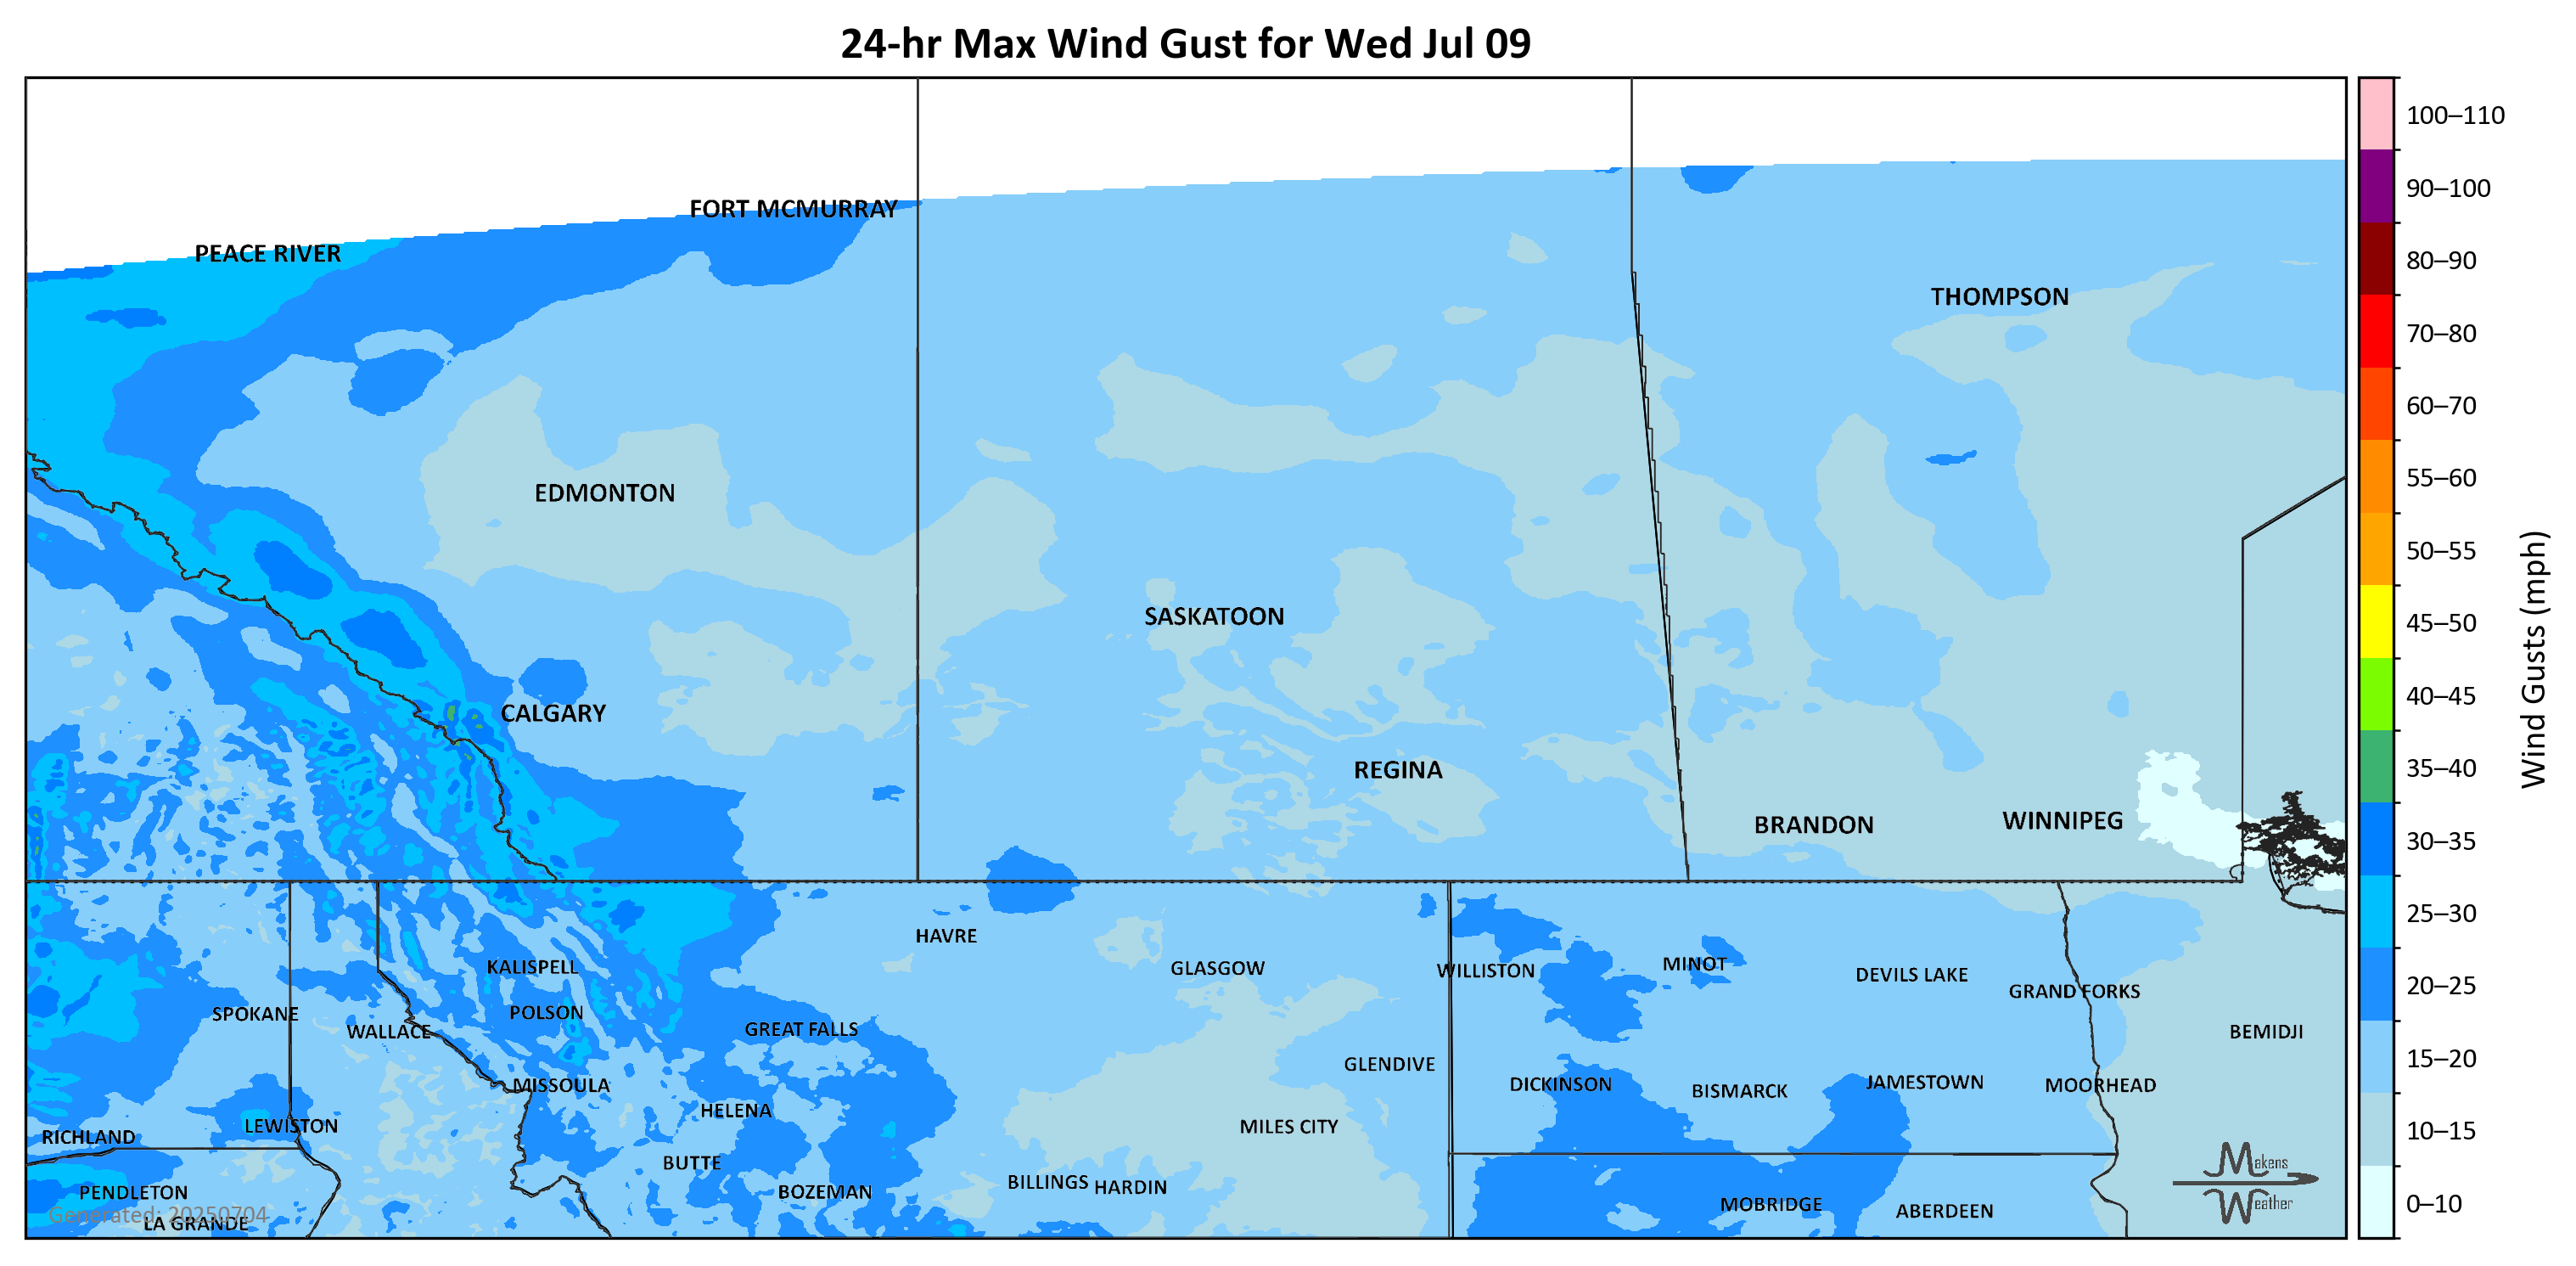 24-hr Max Wind Gust for Wed Jul 09
100–110
90–100
80–90
70–80
60–70
55–60
50–55
45–50
40–45
35–40
30–35
25–30
20–25
15–20
10–15
0–10
Wind Gusts (mph)
FORT MCMURRAY
PEACE RIVER
THOMPSON
EDMONTON
SASKATOON
CALGARY
REGINA
BRANDON
WINNIPEG
HAVRE
KALISPELL
GLASGOW
WILLISTON
MINOT
DEVILS LAKE
GRAND FORKS
SPOKANE
POLSON
WALLACE
GREAT FALLS
BEMIDJI
GLENDIVE
MISSOULA
DICKINSON
BISMARCK
JAMESTOWN
MOORHEAD
HELENA
LEWISTON
MILES CITY
RICHLAND
BUTTE
BILLINGS
HARDIN
PENDLETON
BOZEMAN
MOBRIDGE
ABERDEEN
Generated: 20250704
LA GRANDE
Makens
Weather